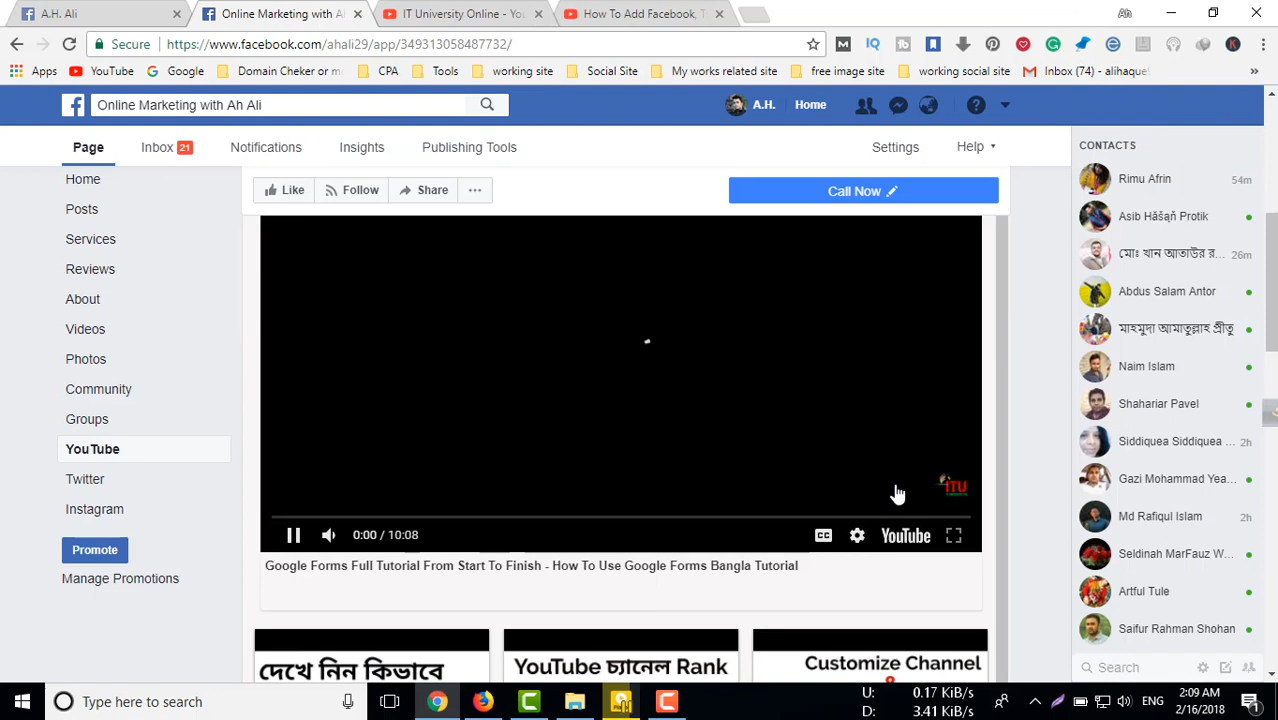 A.H. Ali
Online Marketing with A
IT University Online - Yo
How To Add Facebook, T
Ah
Secure
https://www.facebook.com/ahali29/app/349313058487732/
Apps
YouTube
Google
Domain Cheker or m
CPA
Tools
working site
Social Site
My works related site
free image site
working social site
Inbox (74) - alihaque
Online Marketing with Ah Ali
A.H.
Home
Page
Inbox 21
Notifications
Insights
Publishing Tools
Settings
Help
Home
Posts
Services
Reviews
About
Videos
Photos
Community
Groups
YouTube
Twitter
Instagram
Promote
Manage Promotions
Like
Follow
Share
Call Now
ITU
0:00 / 10:08
CC
YouTube
Google Forms Full Tutorial From Start To Finish - How To Use Google Forms Bangla Tutorial
দেখে নিন কিভাবে
YouTube চ্যানেল Rank
Customize Channel
CONTACTS
Rimu Afrin 54m
Asib Hāšąň Protik
মোঃ খান আতাউর র... 26m
Abdus Salam Antor
মাহমুদা আমাতুল্লাহ প্রীতু
Naim Islam
Shahariar Pavel
Siddiquea Siddiquea ... 2h
Gazi Mohammad Yea...
Md Rafiqul Islam 2h
Seldinah MarFauz W...
Artful Tule
Saifur Rahman Shohan
Search
Type here to search
U: 0.17 KiB/s
D: 3.41 KiB/s
ENG
2:09 AM
2/16/2018
1